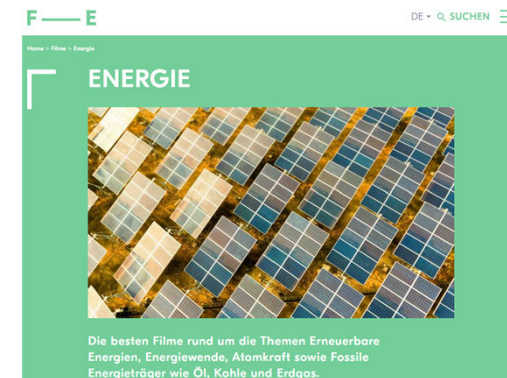 F — E
DE SUCHEN
Home > Filme > Energie
ENERGIE
Die besten Filme rund um die Themen Erneuerbare
Energien, Energiewende, Atomkraft sowie Fossile
Energieträger wie Öl, Kohle und Erdgas.